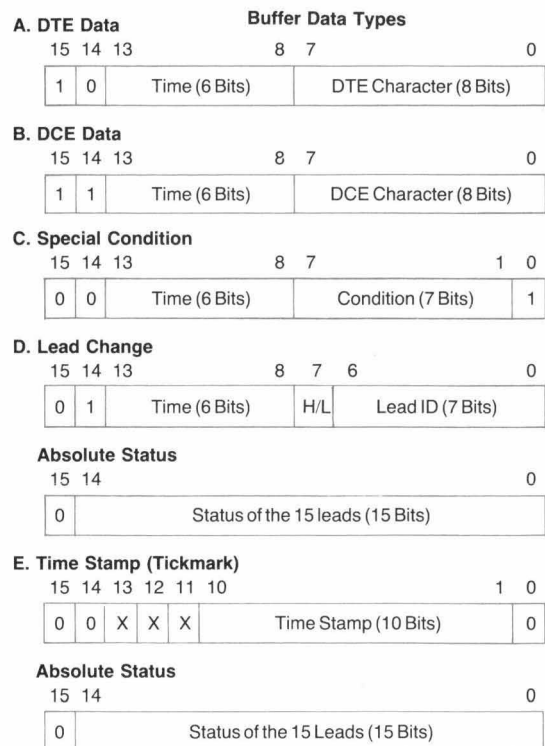 Buffer Data Types
A. DTE Data
15 14 13 8 7 0
1 0 Time (6 Bits) DTE Character (8 Bits)
B. DCE Data
15 14 13 8 7 0
1 1 Time (6 Bits) DCE Character (8 Bits)
C. Special Condition
15 14 13 8 7 1 0
0 0 Time (6 Bits) Condition (7 Bits) 1
D. Lead Change
15 14 13 8 7 6 0
0 1 Time (6 Bits) H/L Lead ID (7 Bits)
Absolute Status
15 14 0
0 Status of the 15 leads (15 Bits)
E. Time Stamp (Tickmark)
15 14 13 12 11 10 1 0
0 0 X X X Time Stamp (10 Bits) 0
Absolute Status
15 14 0
0 Status of the 15 Leads (15 Bits)